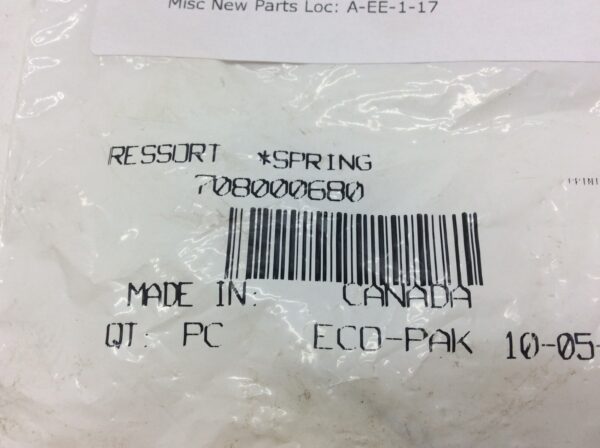 Misc New Parts Loc: A-EE-1-17
RESSORT *SPRING
708000680
MADE IN: CANADA
QT: PC ECO-PAK 10-05-